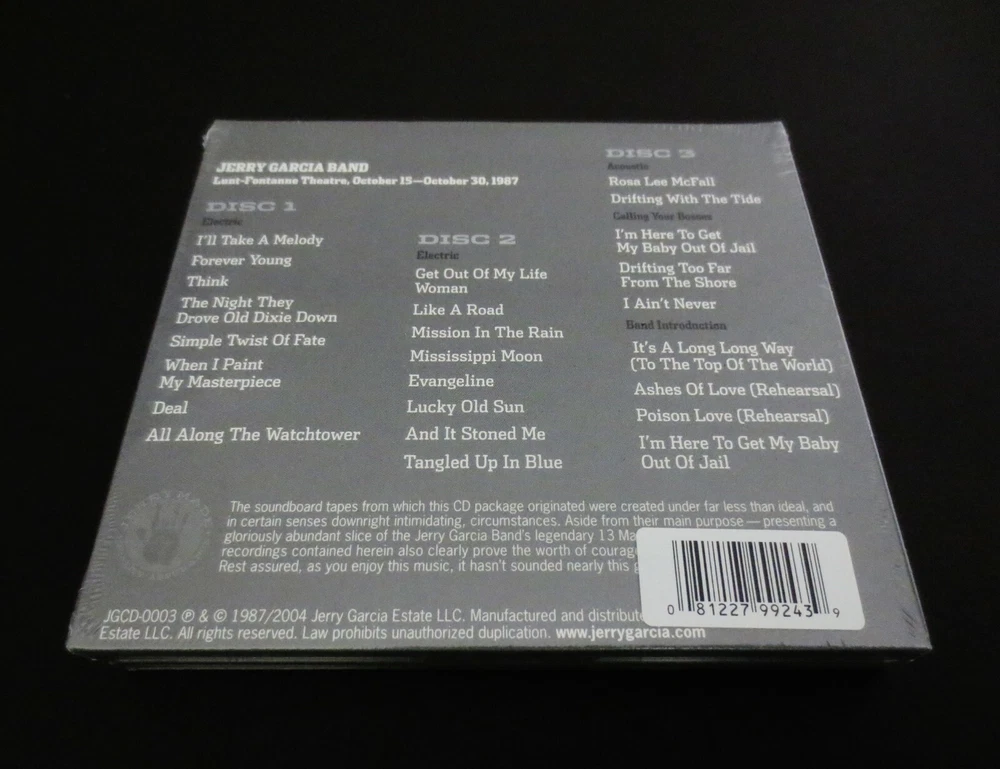 JERRY GARCIA BAND
Lunt-Fontanne Theatre, October 15—October 30, 1987
DISC 1
Electric
I'll Take A Melody
Forever Young
Think
The Night They
Drove Old Dixie Down
Simple Twist Of Fate
When I Paint
My Masterpiece
Deal
All Along The Watchtower
DISC 2
Electric
Get Out Of My Life
Woman
Like A Road
Mission In The Rain
Mississippi Moon
Evangeline
Lucky Old Sun
And It Stoned Me
Tangled Up In Blue
DISC 3
Acoustic
Rosa Lee McFall
Drifting With The Tide
Calling Your Bosses
I'm Here To Get
My Baby Out Of Jail
Drifting Too Far
From The Shore
I Ain't Never
Band Introduction
It's A Long Long Way
(To The Top Of The World)
Ashes Of Love (Rehearsal)
Poison Love (Rehearsal)
I'm Here To Get My Baby
Out Of Jail
The soundboard tapes from which this CD package originated were created under far less than ideal, and
in certain senses downright intimidating, circumstances. Aside from their main purpose — presenting a
gloriously abundant slice of the Jerry Garcia Band's legendary 13 Ma
recordings contained herein also clearly prove the worth of courag
Rest assured, as you enjoy this music, it hasn't sounded nearly this g
JGCD-0003 ℗ & © 1987/2004 Jerry Garcia Estate LLC. Manufactured and distribute
Estate LLC. All rights reserved. Law prohibits unauthorized duplication. www.jerrygarcia.com
0 81227 99243 9